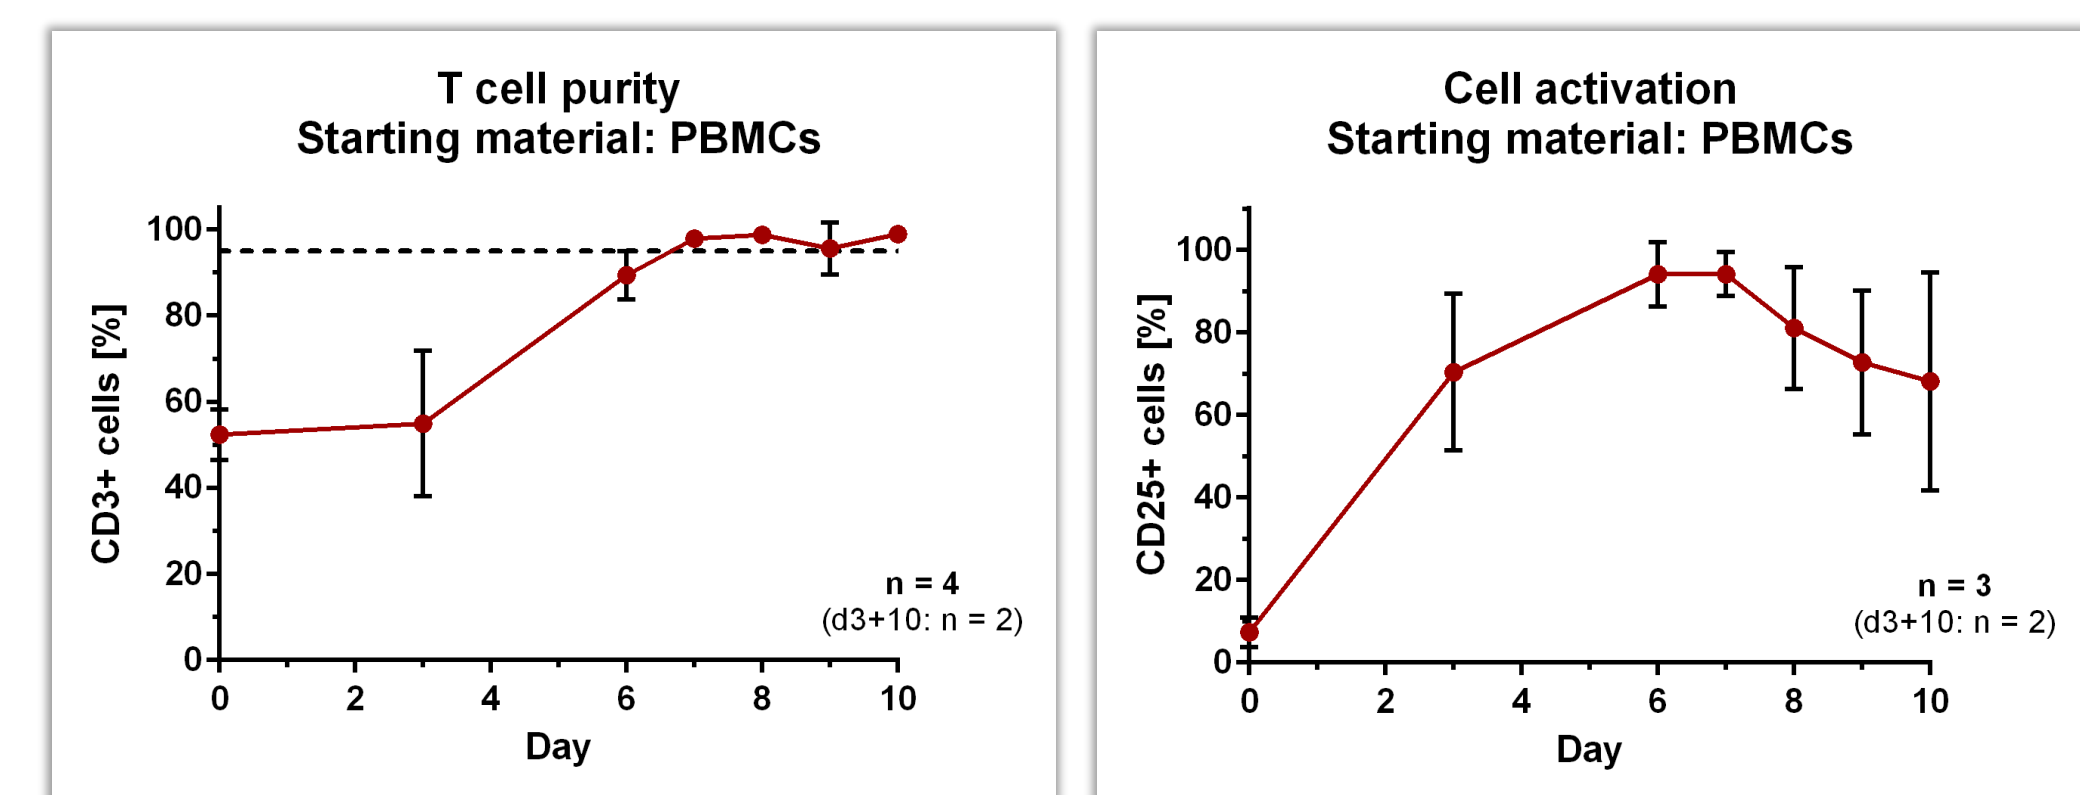 T cell purity
Starting material: PBMCs
CD3+ cells [%]
100
80
60
40
20
0
0 2 4 6 8 10
Day
n = 4
(d3+10: n = 2)
Cell activation
Starting material: PBMCs
CD25+ cells [%]
100
80
60
40
20
0
0 2 4 6 8 10
Day
n = 3
(d3+10: n = 2)